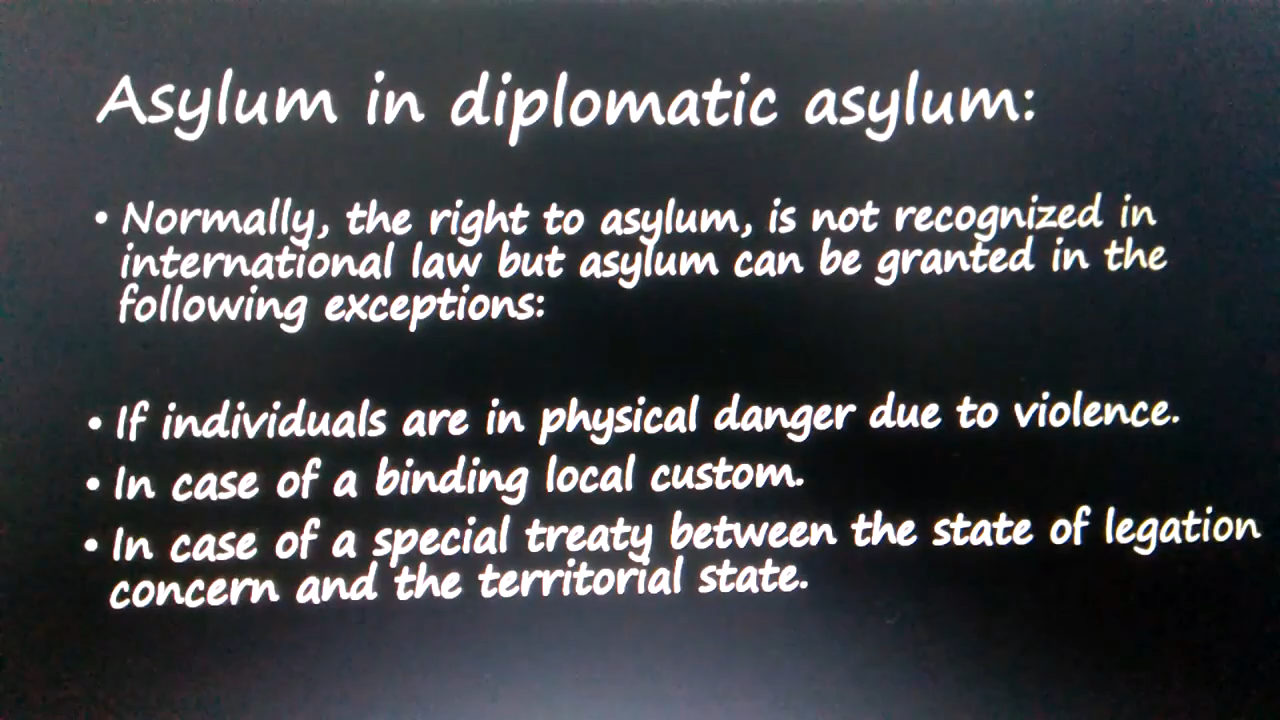 Asylum in diplomatic asylum:
• Normally, the right to asylum, is not recognized in
international law but asylum can be granted in the
following exceptions:
• If individuals are in physical danger due to violence.
• In case of a binding local custom.
• In case of a special treaty between the state of legation
concern and the territorial state.